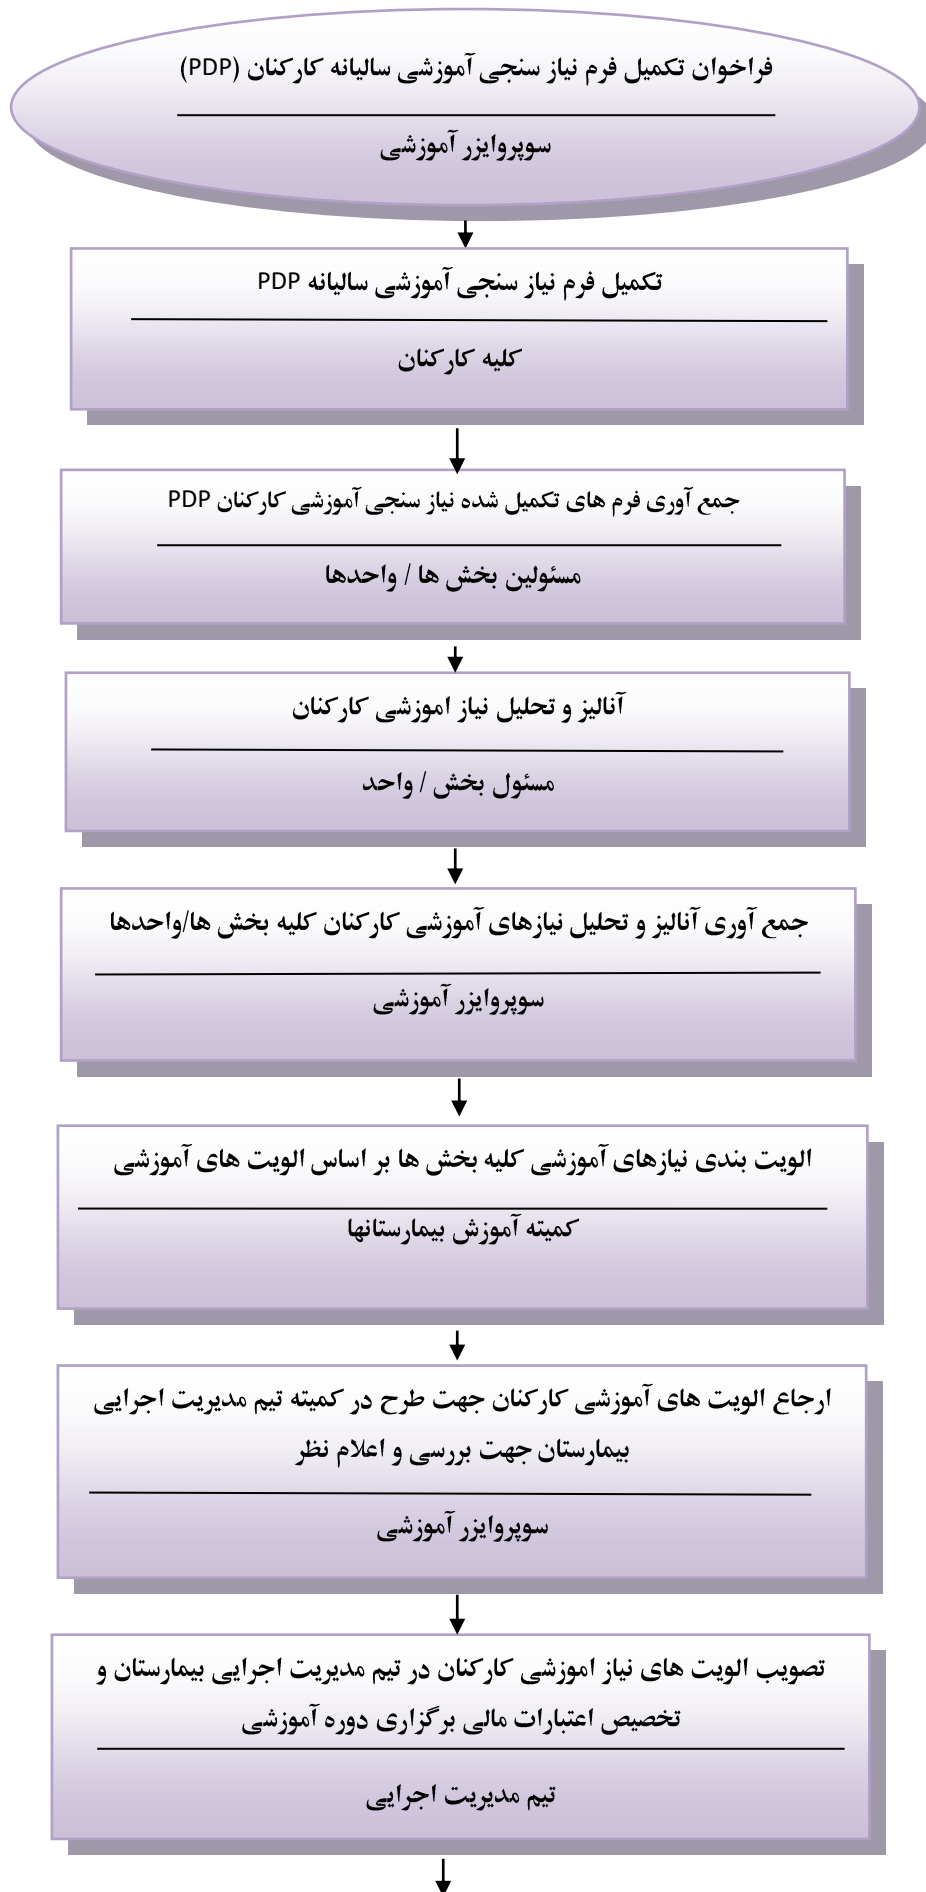 فراخوان تکمیل فرم نیاز سنجی آموزشی سالیانه کارکنان (PDP)
سوپروایزر آموزشی
تکمیل فرم نیاز سنجی آموزشی سالیانه PDP
کلیه کارکنان
جمع آوری فرم های تکمیل شده نیاز سنجی آموزشی کارکنان PDP
مسئولین بخش ها / واحدها
آنالیز و تحلیل نیاز اموزشی کارکنان
مسئول بخش / واحد
جمع آوری آنالیز و تحلیل نیازهای آموزشی کارکنان کلیه بخش ها/واحدها
سوپروایزر آموزشی
الویت بندی نیازهای آموزشی کلیه بخش ها بر اساس الویت های آموزشی
کمیته آموزش بیمارستانها
ارجاع الویت های آموزشی کارکنان جهت طرح در کمیته تیم مدیریت اجرایی
بیمارستان جهت بررسی و اعلام نظر
سوپروایزر آموزشی
تصویب الویت های نیاز اموزشی کارکنان در تیم مدیریت اجرایی بیمارستان و
تخصیص اعتبارات مالی برگزاری دوره آموزشی
تیم مدیریت اجرایی